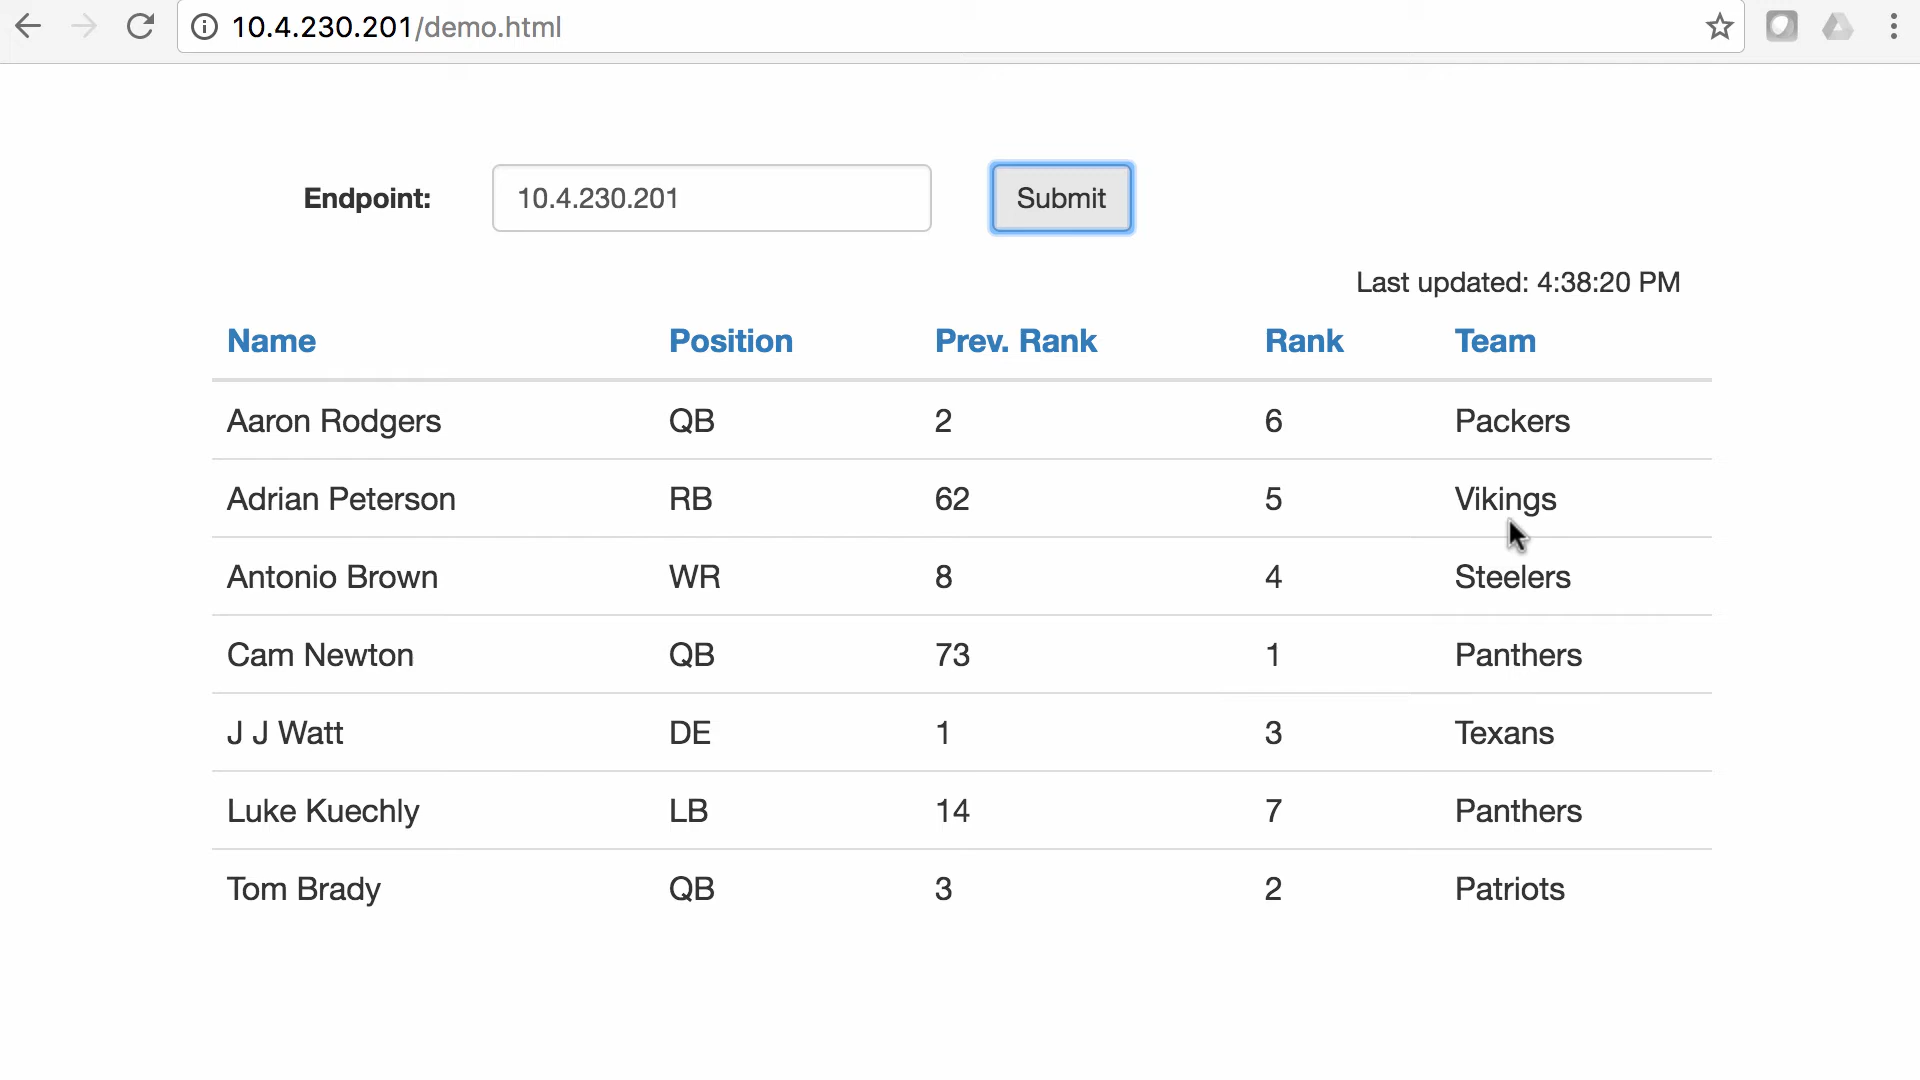 10.4.230.201/demo.html
Endpoint: 10.4.230.201 Submit
Last updated: 4:38:20 PM
Name Position Prev. Rank Rank Team
Aaron Rodgers QB 2 6 Packers
Adrian Peterson RB 62 5 Vikings
Antonio Brown WR 8 4 Steelers
Cam Newton QB 73 1 Panthers
J J Watt DE 1 3 Texans
Luke Kuechly LB 14 7 Panthers
Tom Brady QB 3 2 Patriots